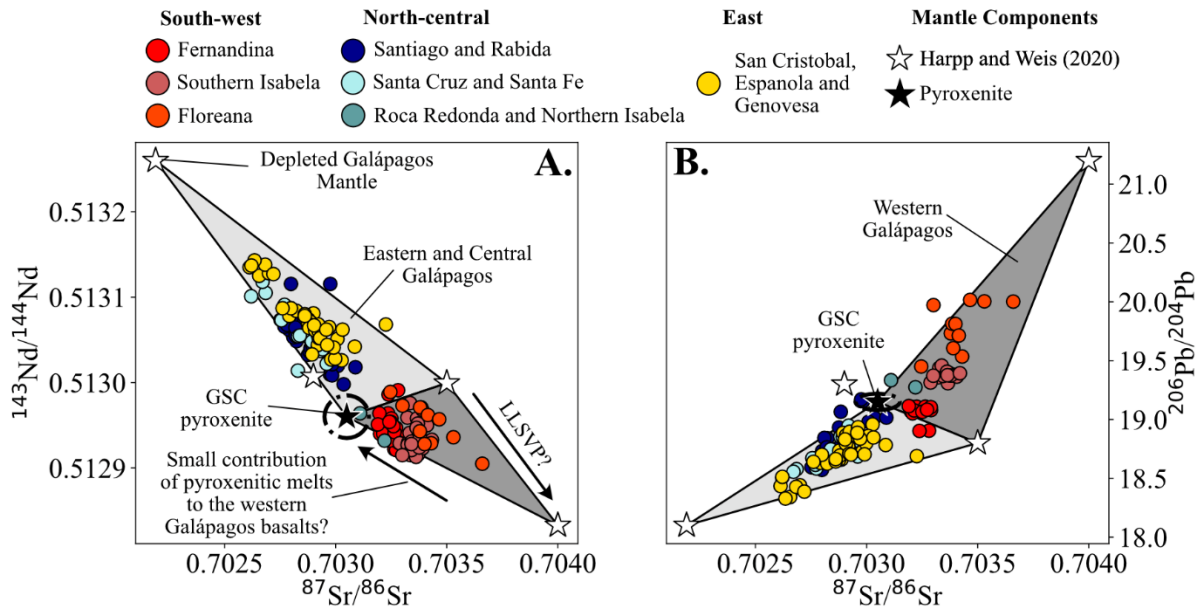 South-west
North-central
East
Mantle Components
Fernandina
Southern Isabela
Floreana
Santiago and Rabida
Santa Cruz and Santa Fe
Roca Redonda and Northern Isabela
San Cristobal,
Espanola and
Genovesa
Harpp and Weis (2020)
Pyroxenite
A.
Depleted Galápagos
Mantle
Eastern and Central
Galápagos
GSC
pyroxenite
LLSVP?
Small contribution
of pyroxenitic melts
to the western
Galápagos basalts?
143Nd/144Nd
0.5132
0.5131
0.5130
0.5129
0.7025
0.7030
0.7035
0.7040
87Sr/86Sr
B.
Western
Galápagos
GSC
pyroxenite
21.0
20.5
20.0
19.5
19.0
18.5
18.0
206Pb/204Pb
0.7025
0.7030
0.7035
0.7040
87Sr/86Sr